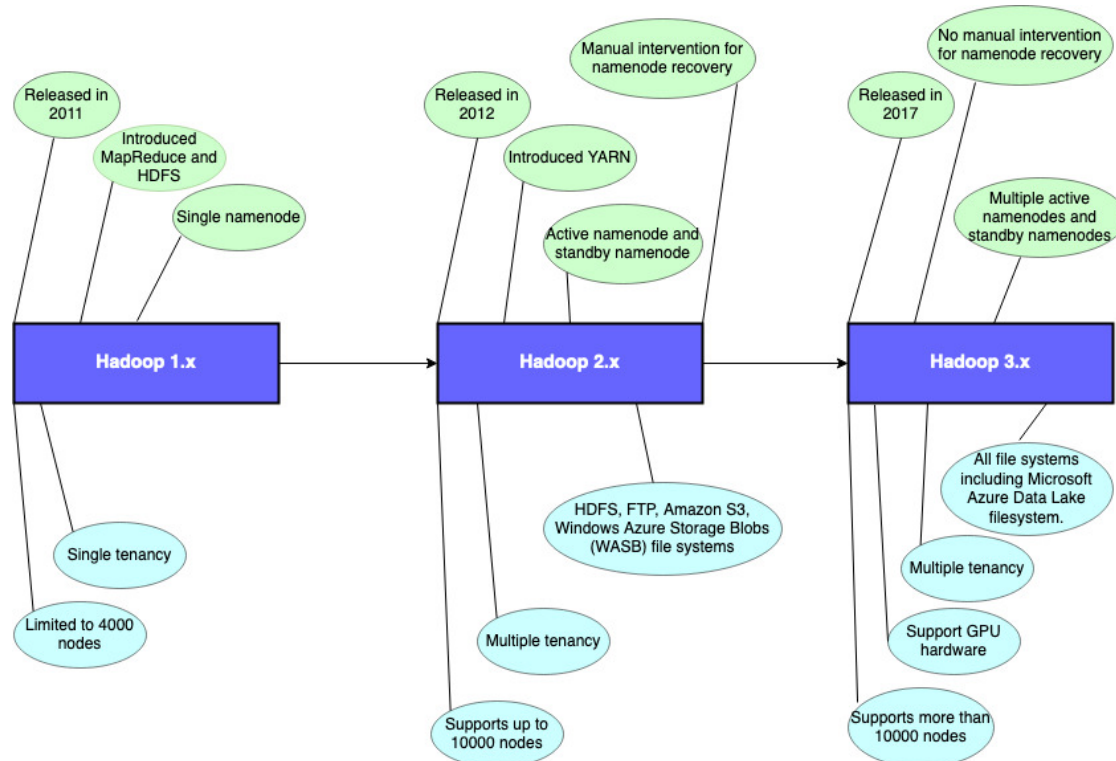 Released in
2011
Introduced
MapReduce and
HDFS
Single namenode
Hadoop 1.x
Single tenancy
Limited to 4000
nodes
Manual intervention for
namenode recovery
Released in
2012
Introduced YARN
Active namenode and
standby namenode
Hadoop 2.x
HDFS, FTP, Amazon S3,
Windows Azure Storage Blobs
(WASB) file systems
Multiple tenancy
Supports up to
10000 nodes
No manual intervention
for namenode recovery
Released in
2017
Multiple active
namenodes and
standby namenodes
Hadoop 3.x
All file systems
including Microsoft
Azure Data Lake
filesystem.
Multiple tenancy
Support GPU
hardware
Supports more than
10000 nodes